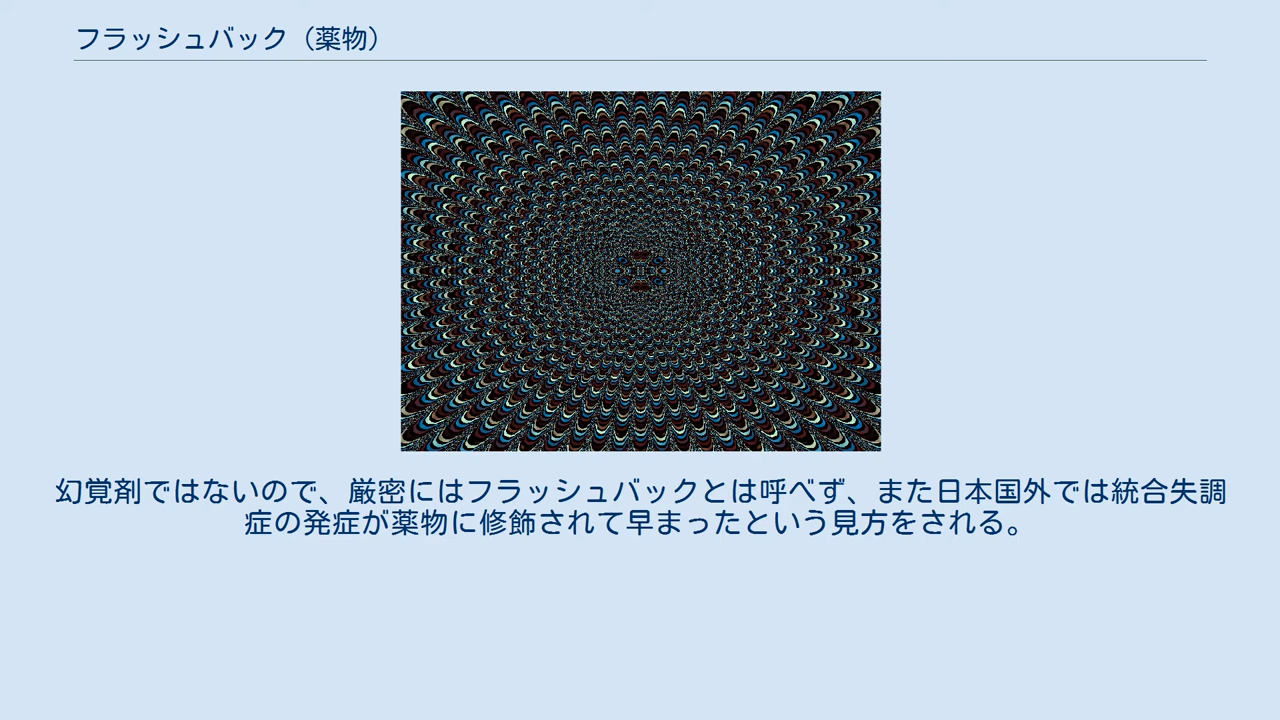 フラッシュバック（薬物）
幻覚剤ではないので、厳密にはフラッシュバックとは呼べず、また日本国外では統合失調
症の発症が薬物に修飾されて早まったという見方をされる。